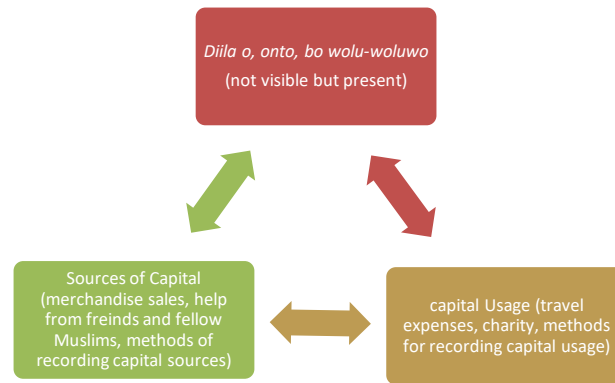 Diila o, onto, bo wolu-woluwo
(not visible but present)
Sources of Capital
(merchandise sales, help
from freinds and fellow
Muslims, methods of
recording capital sources)
capital Usage (travel
expenses, charity, methods
for recording capital usage)